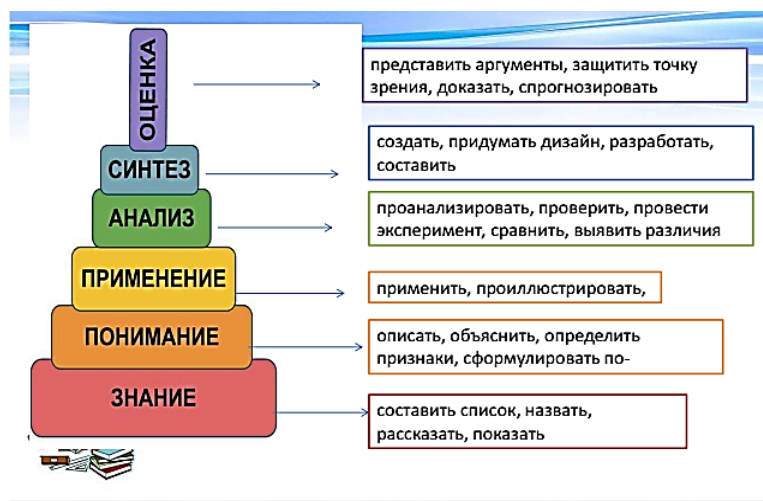 ОЦЕНКА
представить аргументы, защитить точку
зрения, доказать, спрогнозировать
СИНТЕЗ
создать, придумать дизайн, разработать,
составить
АНАЛИЗ
проанализировать, проверить, провести
эксперимент, сравнить, выявить различия
ПРИМЕНЕНИЕ
применить, проиллюстрировать,
ПОНИМАНИЕ
описать, объяснить, определить
признаки, сформулировать по-
ЗНАНИЕ
составить список, назвать,
рассказать, показать